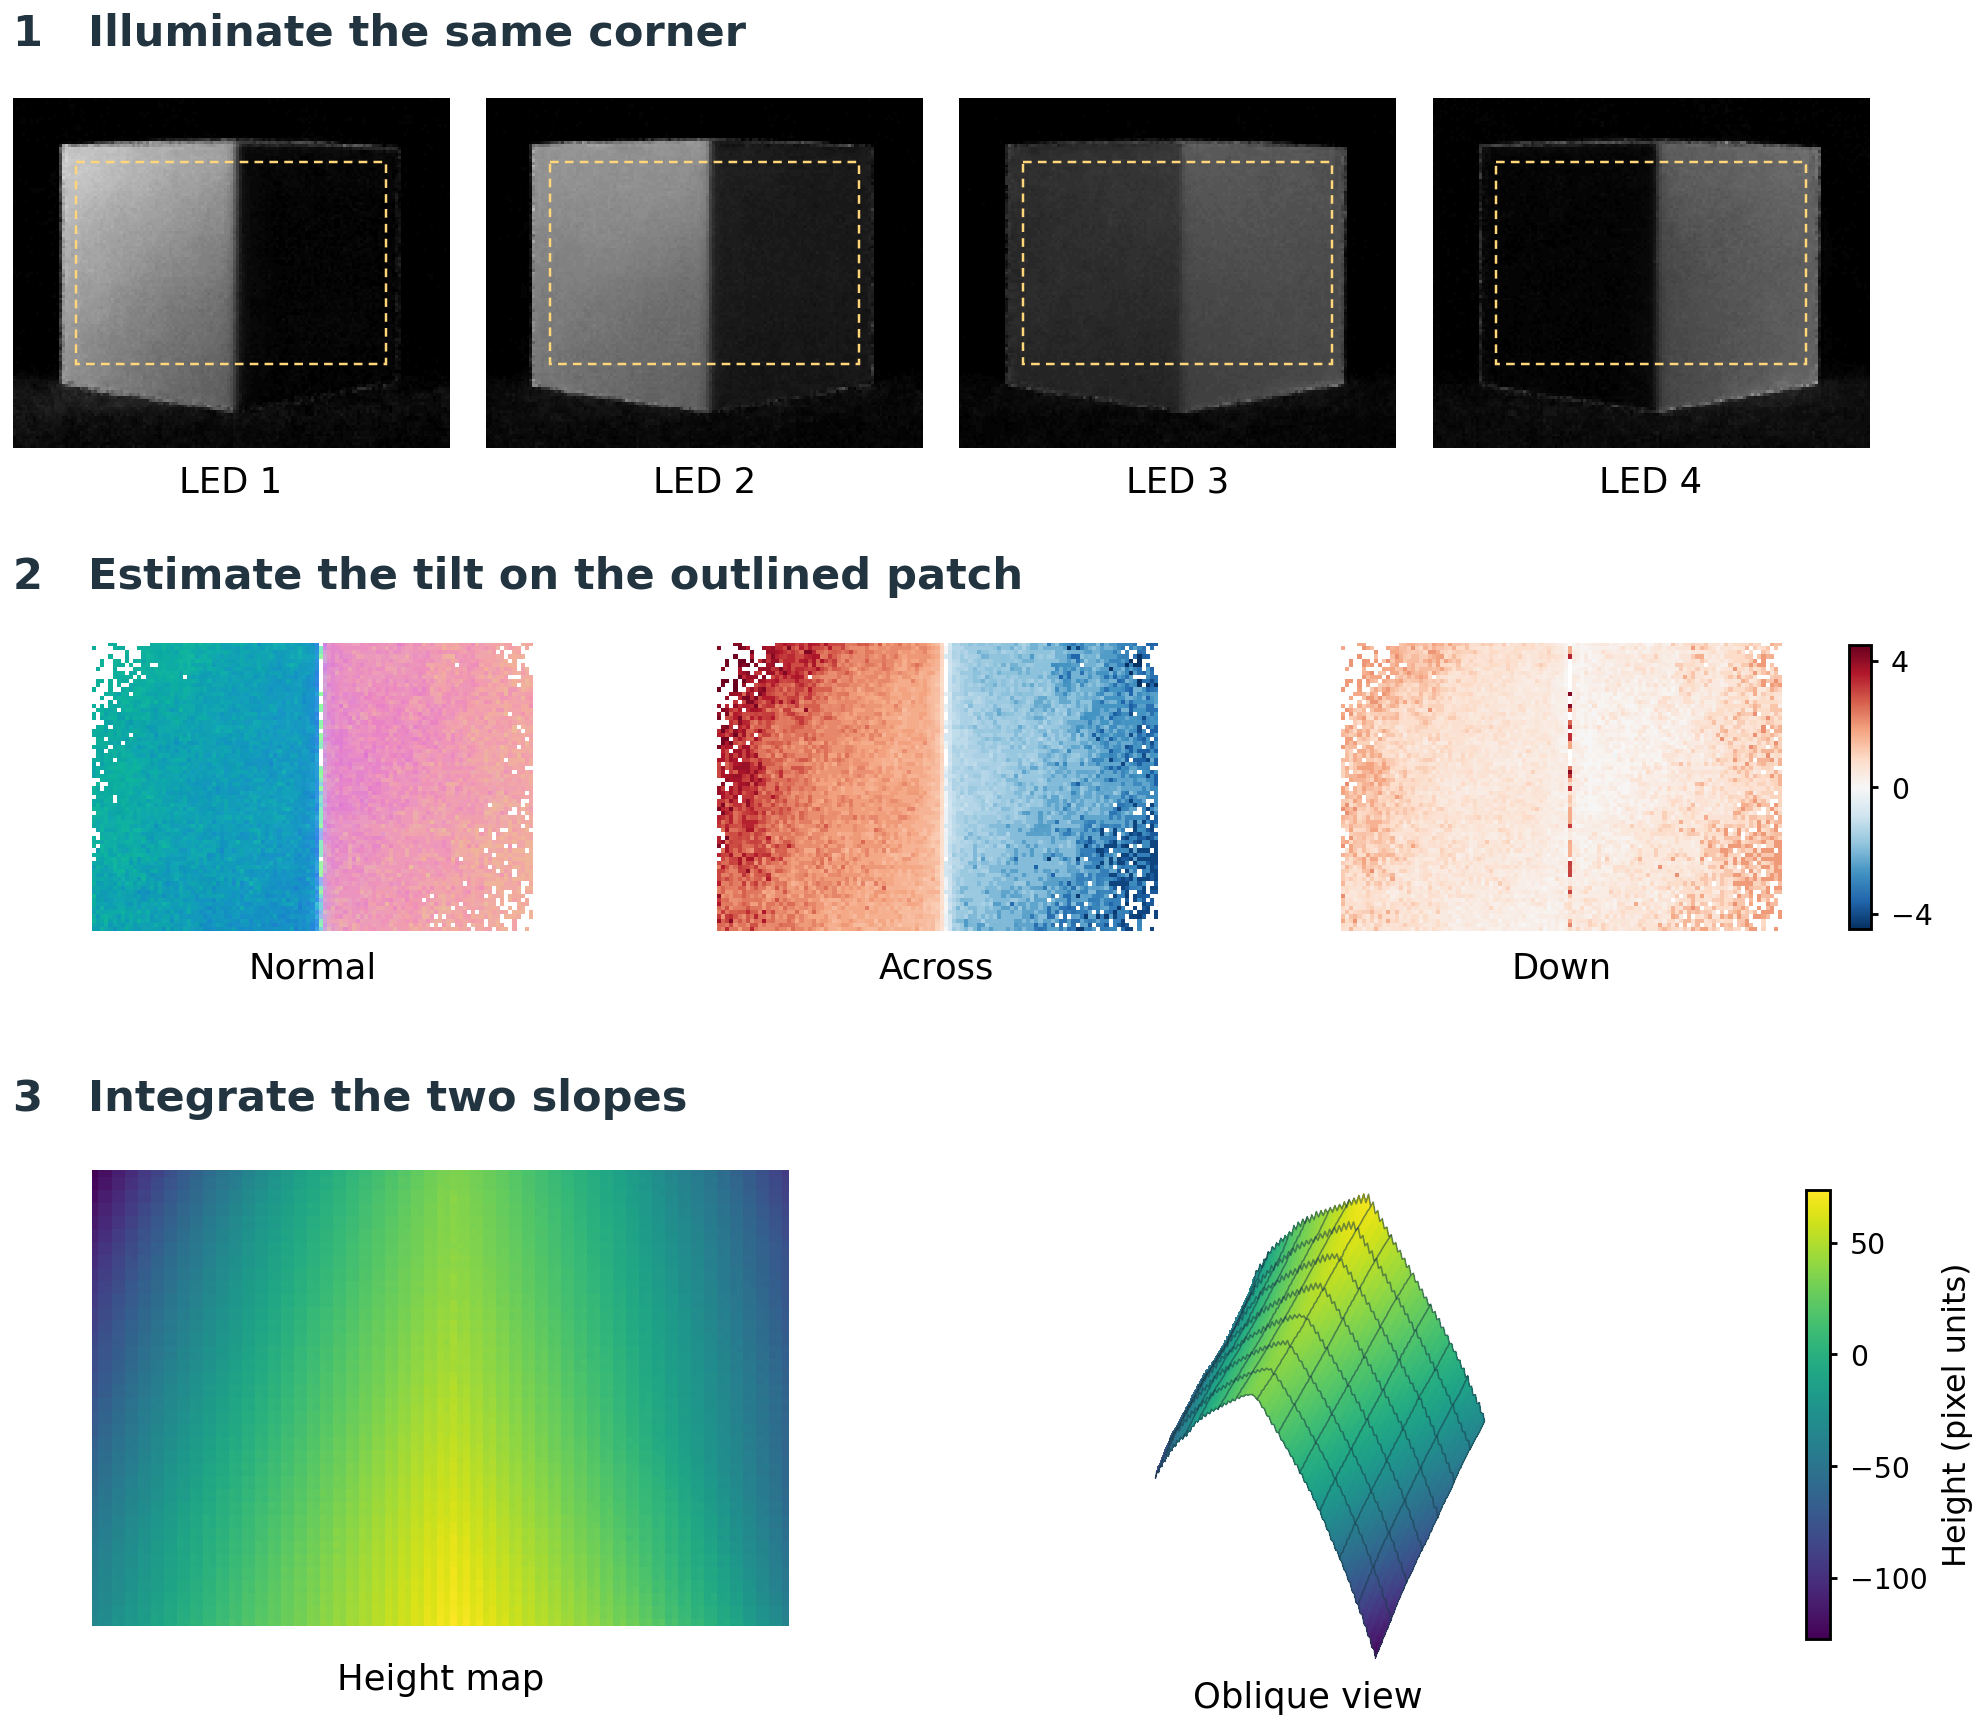 1 Illuminate the same corner
LED 1
LED 2
LED 3
LED 4
2 Estimate the tilt on the outlined patch
4
0
−4
Normal
Across
Down
3 Integrate the two slopes
50
0
−50
−100
Height (pixel units)
Height map
Oblique view